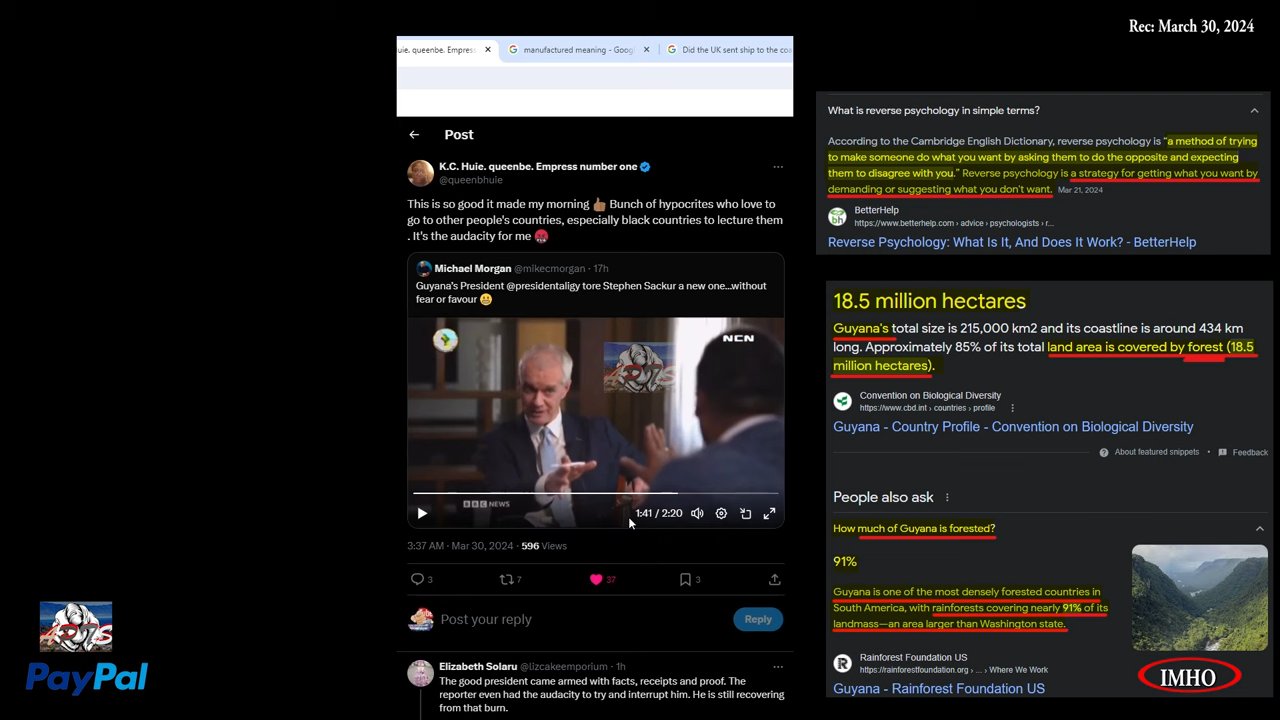 Rec: March 30, 2024
uie. queenbe. Empres
manufactured meaning - Goog
Did the UK sent ship to the coa
Post
K.C. Huie. queenbe. Empress number one
@queenbhuie
This is so good it made my morning 👍🏾 Bunch of hypocrites who love to
go to other people's countries, especially black countries to lecture them
. It's the audacity for me 🤬
Michael Morgan @mikecmorgan · 17h
Guyana's President @presidentaligy tore Stephen Sackur a new one...without
fear or favour 😀
NCN
4R7S
BBC NEWS
1:41 / 2:20
3:37 AM · Mar 30, 2024 · 596 Views
3
7
37
3
Post your reply
Reply
Elizabeth Solaru @lizcakeemporium · 1h
The good president came armed with facts, receipts and proof. The
reporter even had the audacity to try and interrupt him. He is still recovering
from that burn.
4R7S
PayPal
What is reverse psychology in simple terms?
According to the Cambridge English Dictionary, reverse psychology is “a method of trying
to make someone do what you want by asking them to do the opposite and expecting
them to disagree with you.” Reverse psychology is a strategy for getting what you want by
demanding or suggesting what you don't want. Mar 21, 2024
bh
BetterHelp
https://www.betterhelp.com › advice › psychologists › r...
Reverse Psychology: What Is It, And Does It Work? - BetterHelp
18.5 million hectares
Guyana's total size is 215,000 km2 and its coastline is around 434 km
long. Approximately 85% of its total land area is covered by forest (18.5
million hectares).
Convention on Biological Diversity
https://www.cbd.int › countries › profile
Guyana - Country Profile - Convention on Biological Diversity
About featured snippets · Feedback
People also ask
How much of Guyana is forested?
91%
Guyana is one of the most densely forested countries in
South America, with rainforests covering nearly 91% of its
landmass—an area larger than Washington state.
R
Rainforest Foundation US
https://rainforestfoundation.org › ... › Where We Work
Guyana - Rainforest Foundation US
IMHO